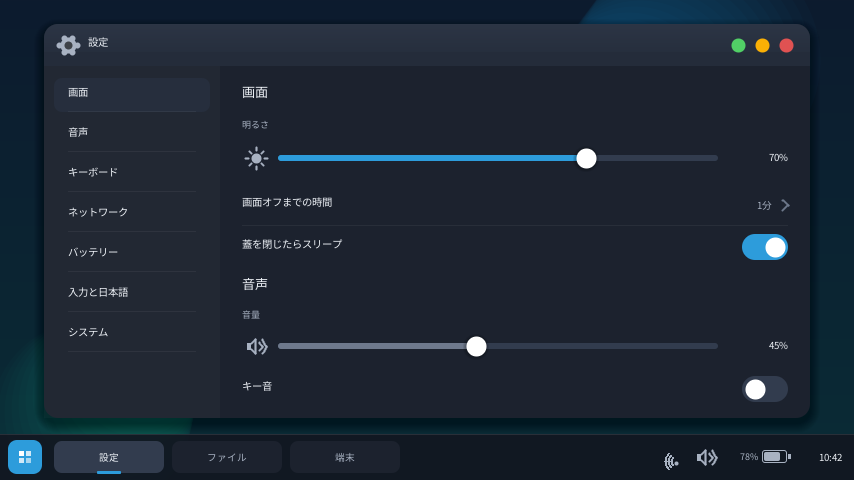 設定
画面
音声
キーボード
ネットワーク
バッテリー
入力と日本語
システム
画面
明るさ
70%
画面オフまでの時間
1分
蓋を閉じたらスリープ
音声
音量
45%
キー音
設定
ファイル
端末
78%
10:42